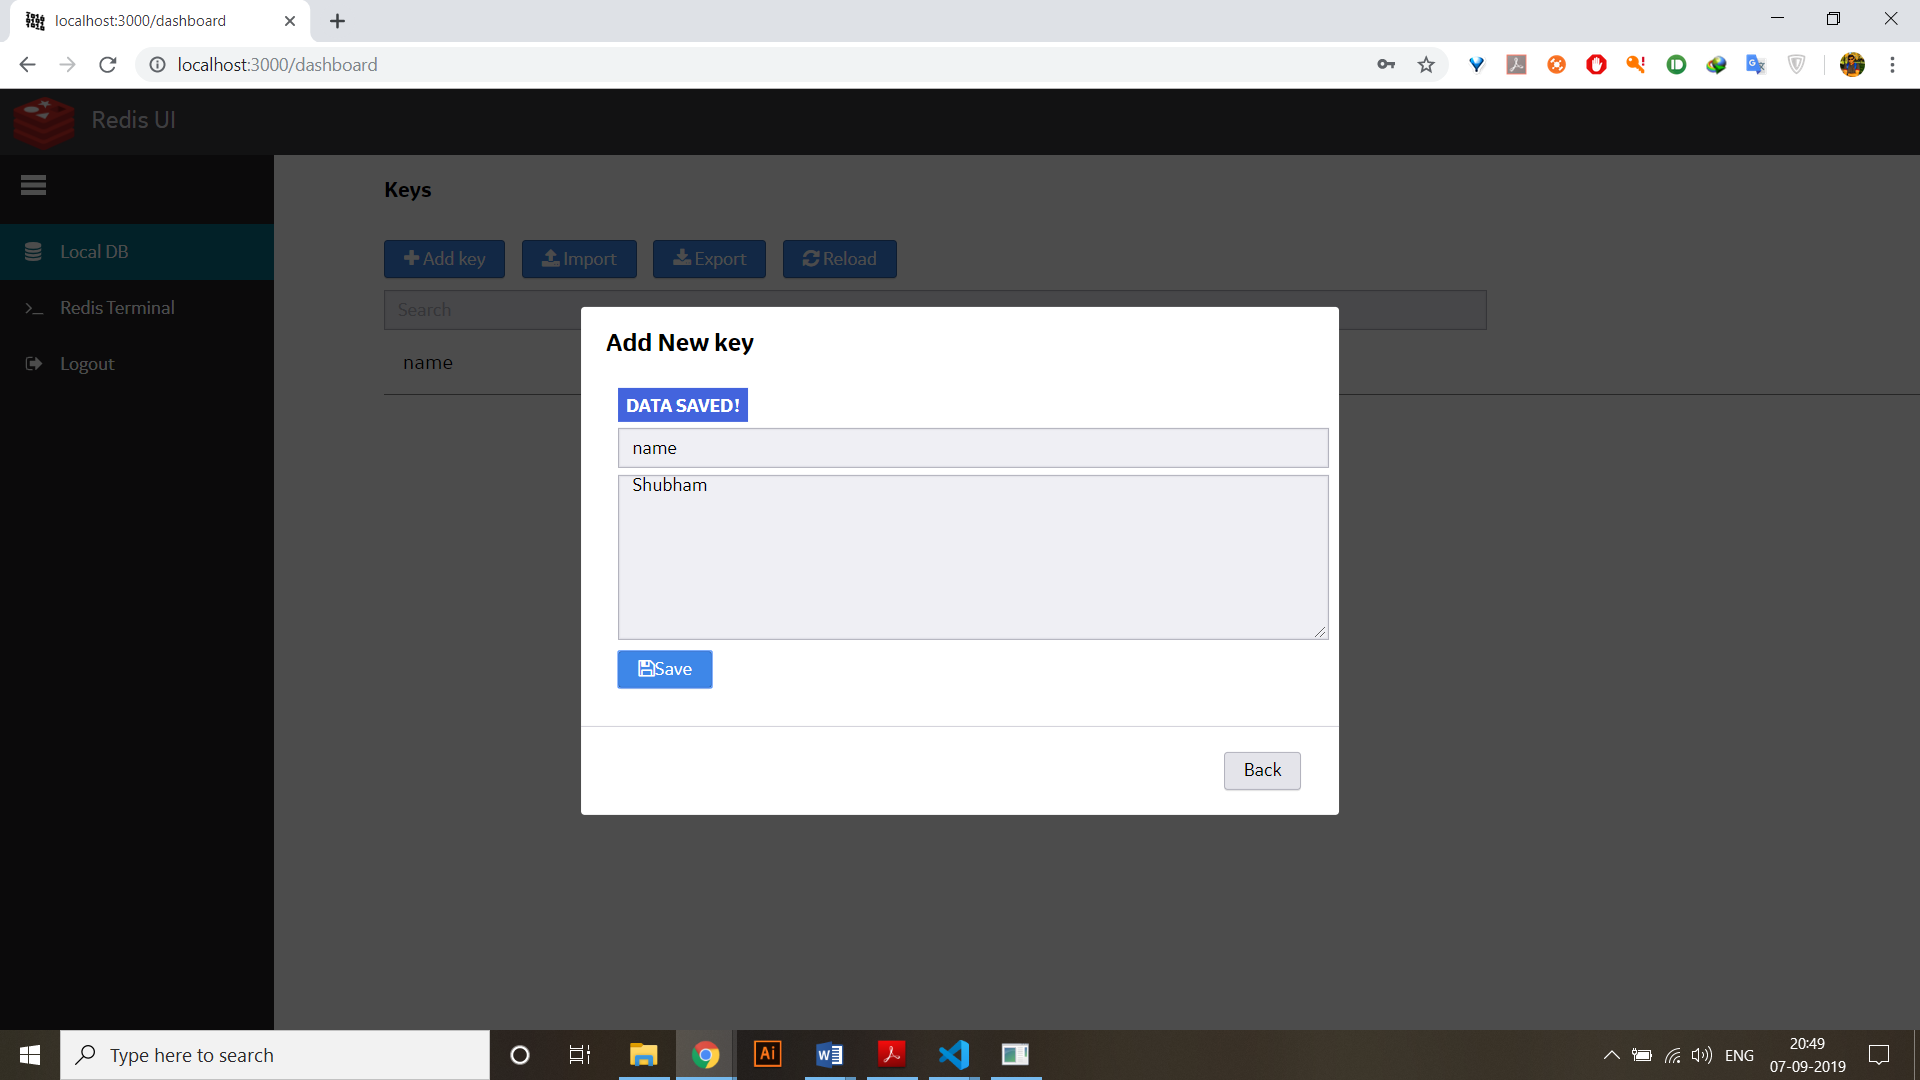 localhost:3000/dashboard
localhost:3000/dashboard
Redis UI
Local DB
Redis Terminal
Logout
Keys
Add key
Import
Export
Reload
Search
name
Add New key
DATA SAVED!
name
Shubham
Save
Back
Type here to search
Ai
ENG
20:49
07-09-2019